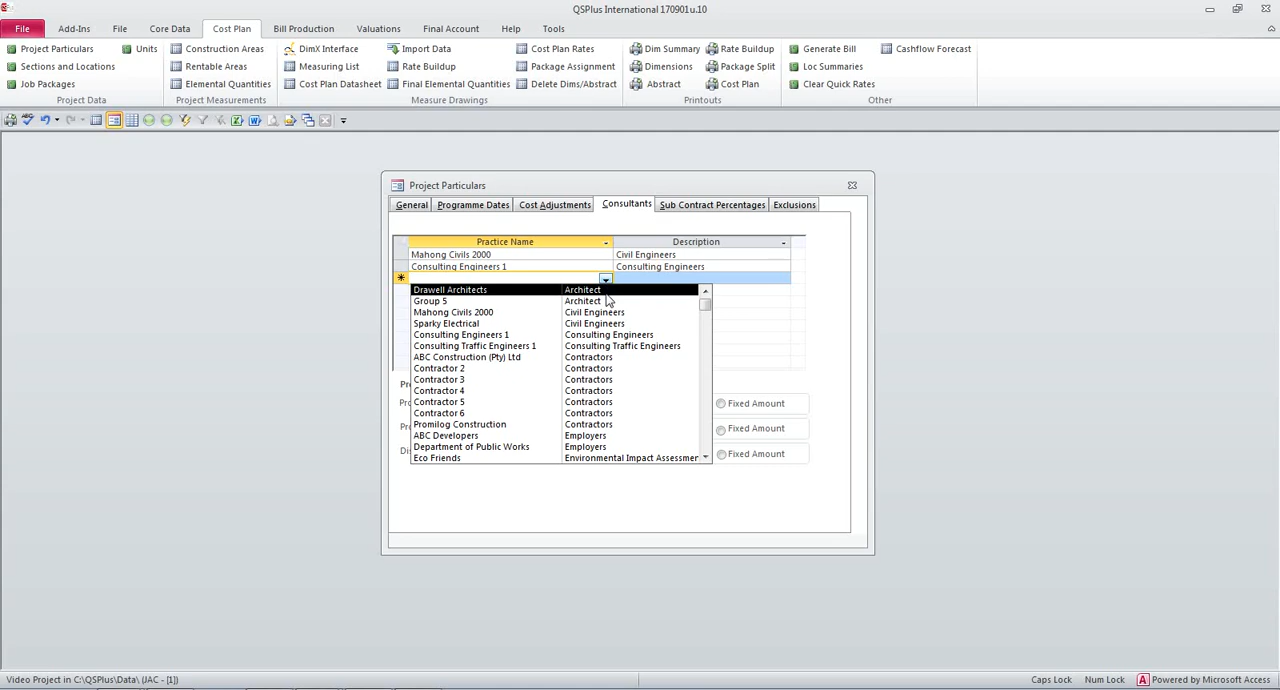 QSPlus International 170901u.10
File Add-Ins File Core Data Cost Plan Bill Production Valuations Final Account Help Tools
Project Particulars Units Construction Areas DimX Interface Import Data Cost Plan Rates Dim Summary Rate Buildup Generate Bill Cashflow Forecast
Sections and Locations Rentable Areas Measuring List Rate Buildup Package Assignment Dimensions Package Split Loc Summaries
Job Packages Elemental Quantities Cost Plan Datasheet Final Elemental Quantities Delete Dims/Abstract Abstract Cost Plan Clear Quick Rates
Project Data Project Measurements Measure Drawings Printouts Other
Project Particulars
General Programme Dates Cost Adjustments Consultants Sub Contract Percentages Exclusions
Practice Name Description
Mahong Civils 2000 Civil Engineers
Consulting Engineers 1 Consulting Engineers
Drawell Architects Architect
Group 5 Architect
Mahong Civils 2000 Civil Engineers
Sparky Electrical Civil Engineers
Consulting Engineers 1 Consulting Engineers
Consulting Traffic Engineers 1 Consulting Traffic Engineers
ABC Construction (Pty) Ltd Contractors
Contractor 2 Contractors
Contractor 3 Contractors
Contractor 4 Contractors
Contractor 5 Contractors
Contractor 6 Contractors
Promilog Construction Contractors
ABC Developers Employers
Department of Public Works Employers
Eco Friends Environmental Impact Assessmen
Fixed Amount
Fixed Amount
Fixed Amount
Video Project in C:\QSPlus\Data\ (JAC - [1]) Caps Lock Num Lock Powered by Microsoft Access